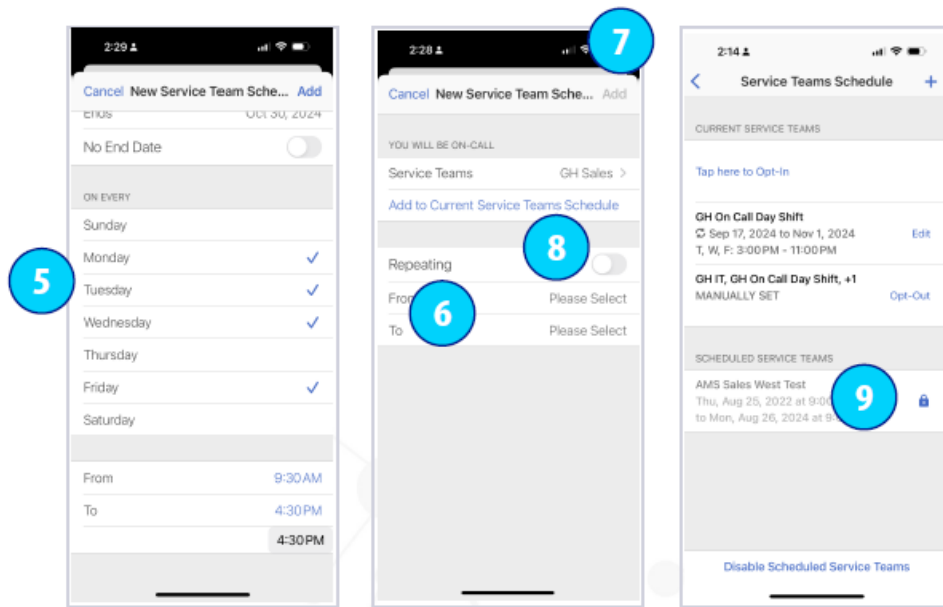 2:29
Cancel New Service Team Sche... Add
Ends Oct 30, 2024
No End Date
ON EVERY
Sunday
Monday
Tuesday
Wednesday
Thursday
Friday
Saturday
From 9:30 AM
To 4:30 PM
4:30 PM
5
2:28
7
Cancel New Service Team Sche... Add
YOU WILL BE ON-CALL
Service Teams GH Sales >
Add to Current Service Teams Schedule
8
Repeating
From Please Select
6
To Please Select
2:14
< Service Teams Schedule +
CURRENT SERVICE TEAMS
Tap here to Opt-In
GH On Call Day Shift
Sep 17, 2024 to Nov 1, 2024 Edit
T, W, F: 3:00PM - 11:00PM
GH IT, GH On Call Day Shift, +1
MANUALLY SET Opt-Out
SCHEDULED SERVICE TEAMS
AMS Sales West Test
Thu, Aug 25, 2022 at 9:00
to Mon, Aug 26, 2024 at
9
Disable Scheduled Service Teams